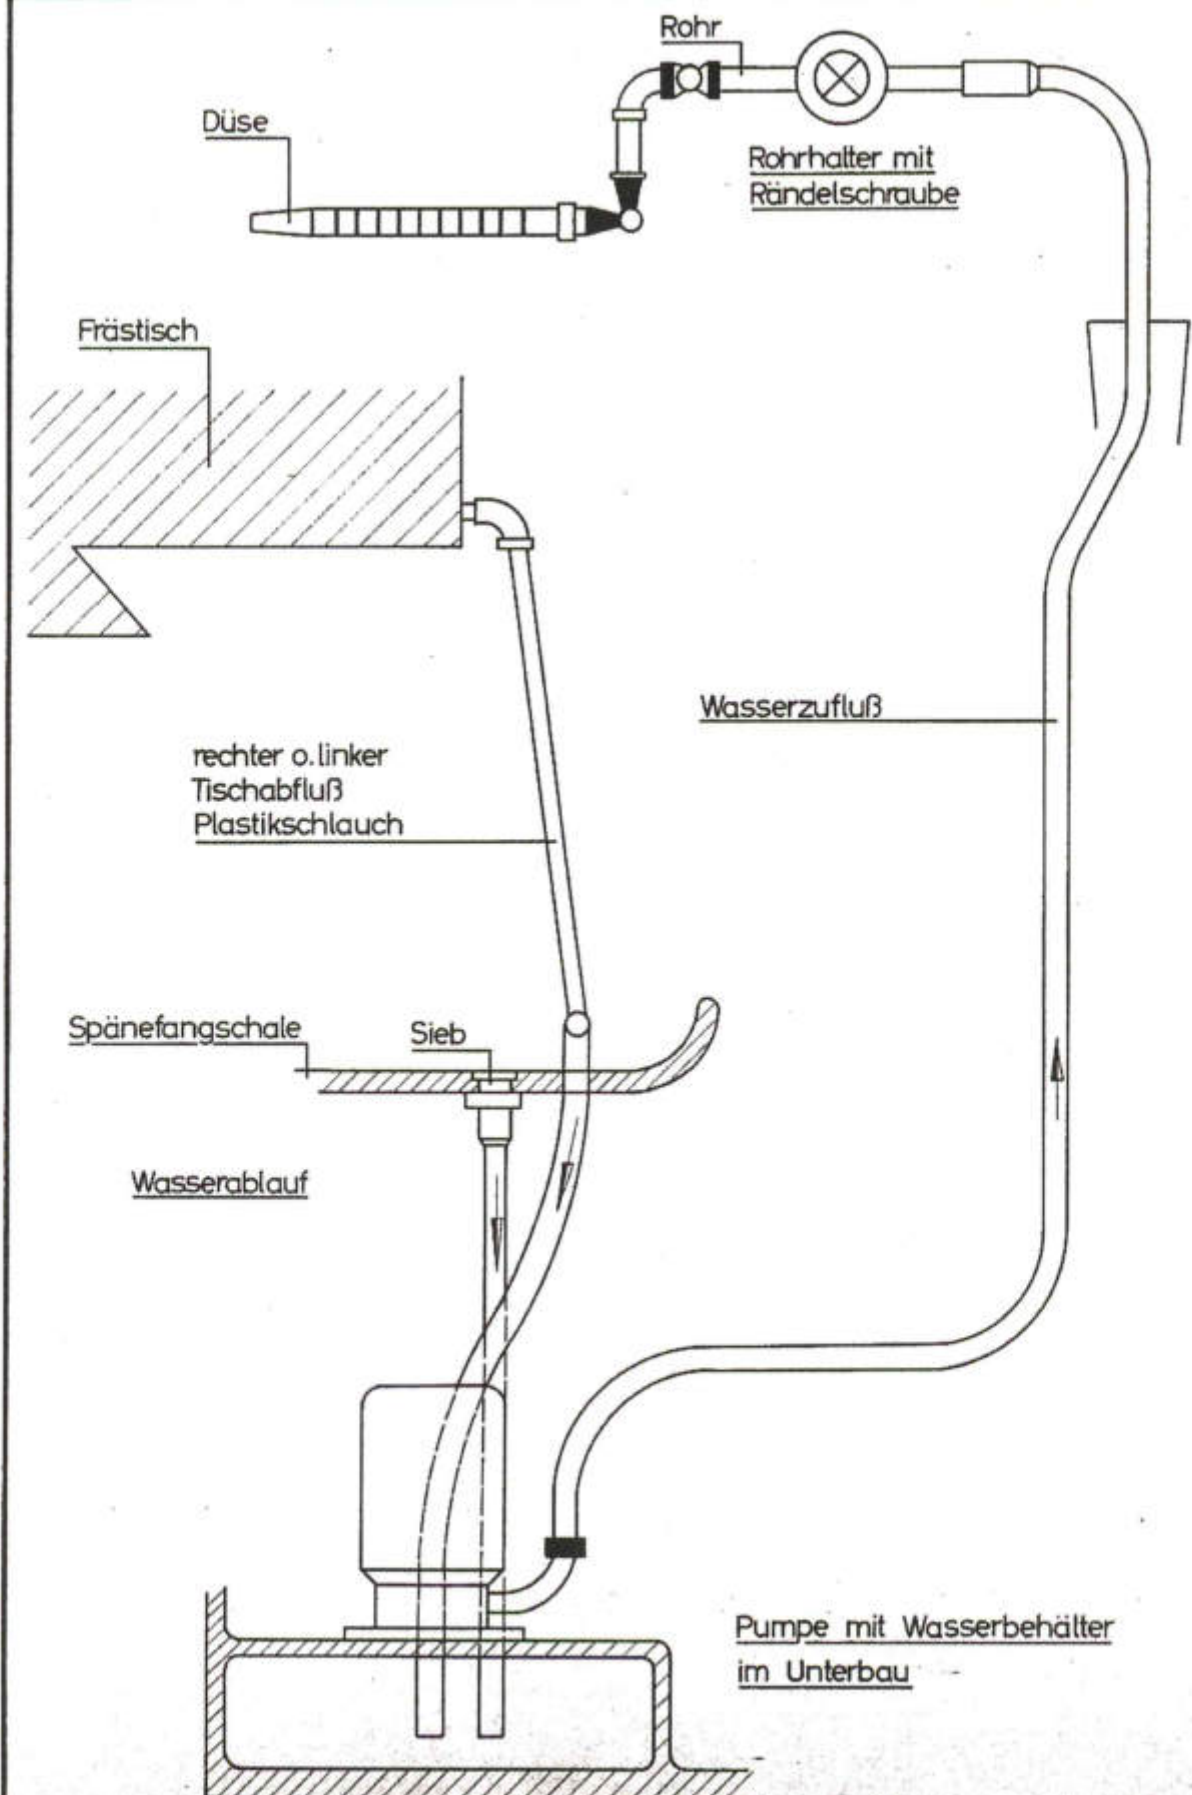 Rohr
Düse
Rohrhalter mit
Rändelschraube
Frästisch
Wasserzufluß
rechter o. linker
Tischabfluß
Plastikschlauch
Spänefangschale
Sieb
Wasserablauf
Pumpe mit Wasserbehälter
im Unterbau